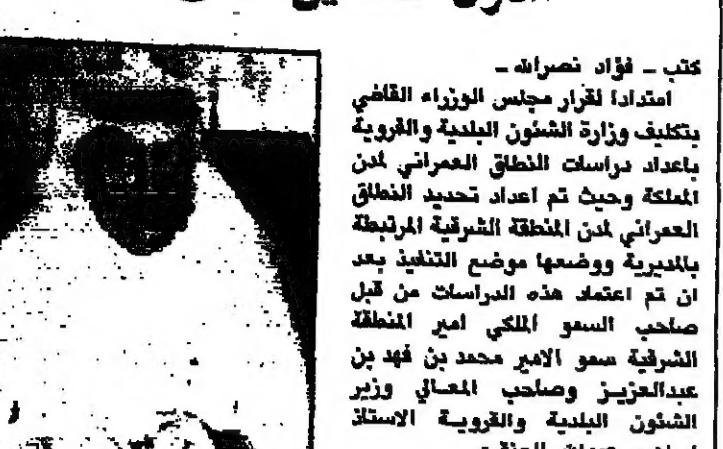 كتب ـ فؤاد نصرالله ـ
امتدادا لقرار مجلس الوزراء القاضي
بتكليف وزارة الشئون البلدية والقروية
باعداد دراسات النطاق العمراني لمدن
المملكة وحيث تم اعداد تحديد النطاق
العمراني لمدن المنطقة الشرقية المرتبطة
بالمديرية ووضعها موضع التنفيذ بعد
ان تم اعتماد هذه الدراسات من قبل
صاحب السمو الملكي امير المنطقة
الشرقية سمو الامير محمد بن فهد بن
عبدالعزيز وصاحب المعالي وزير
الشئون البلدية والقروية الاستاذ